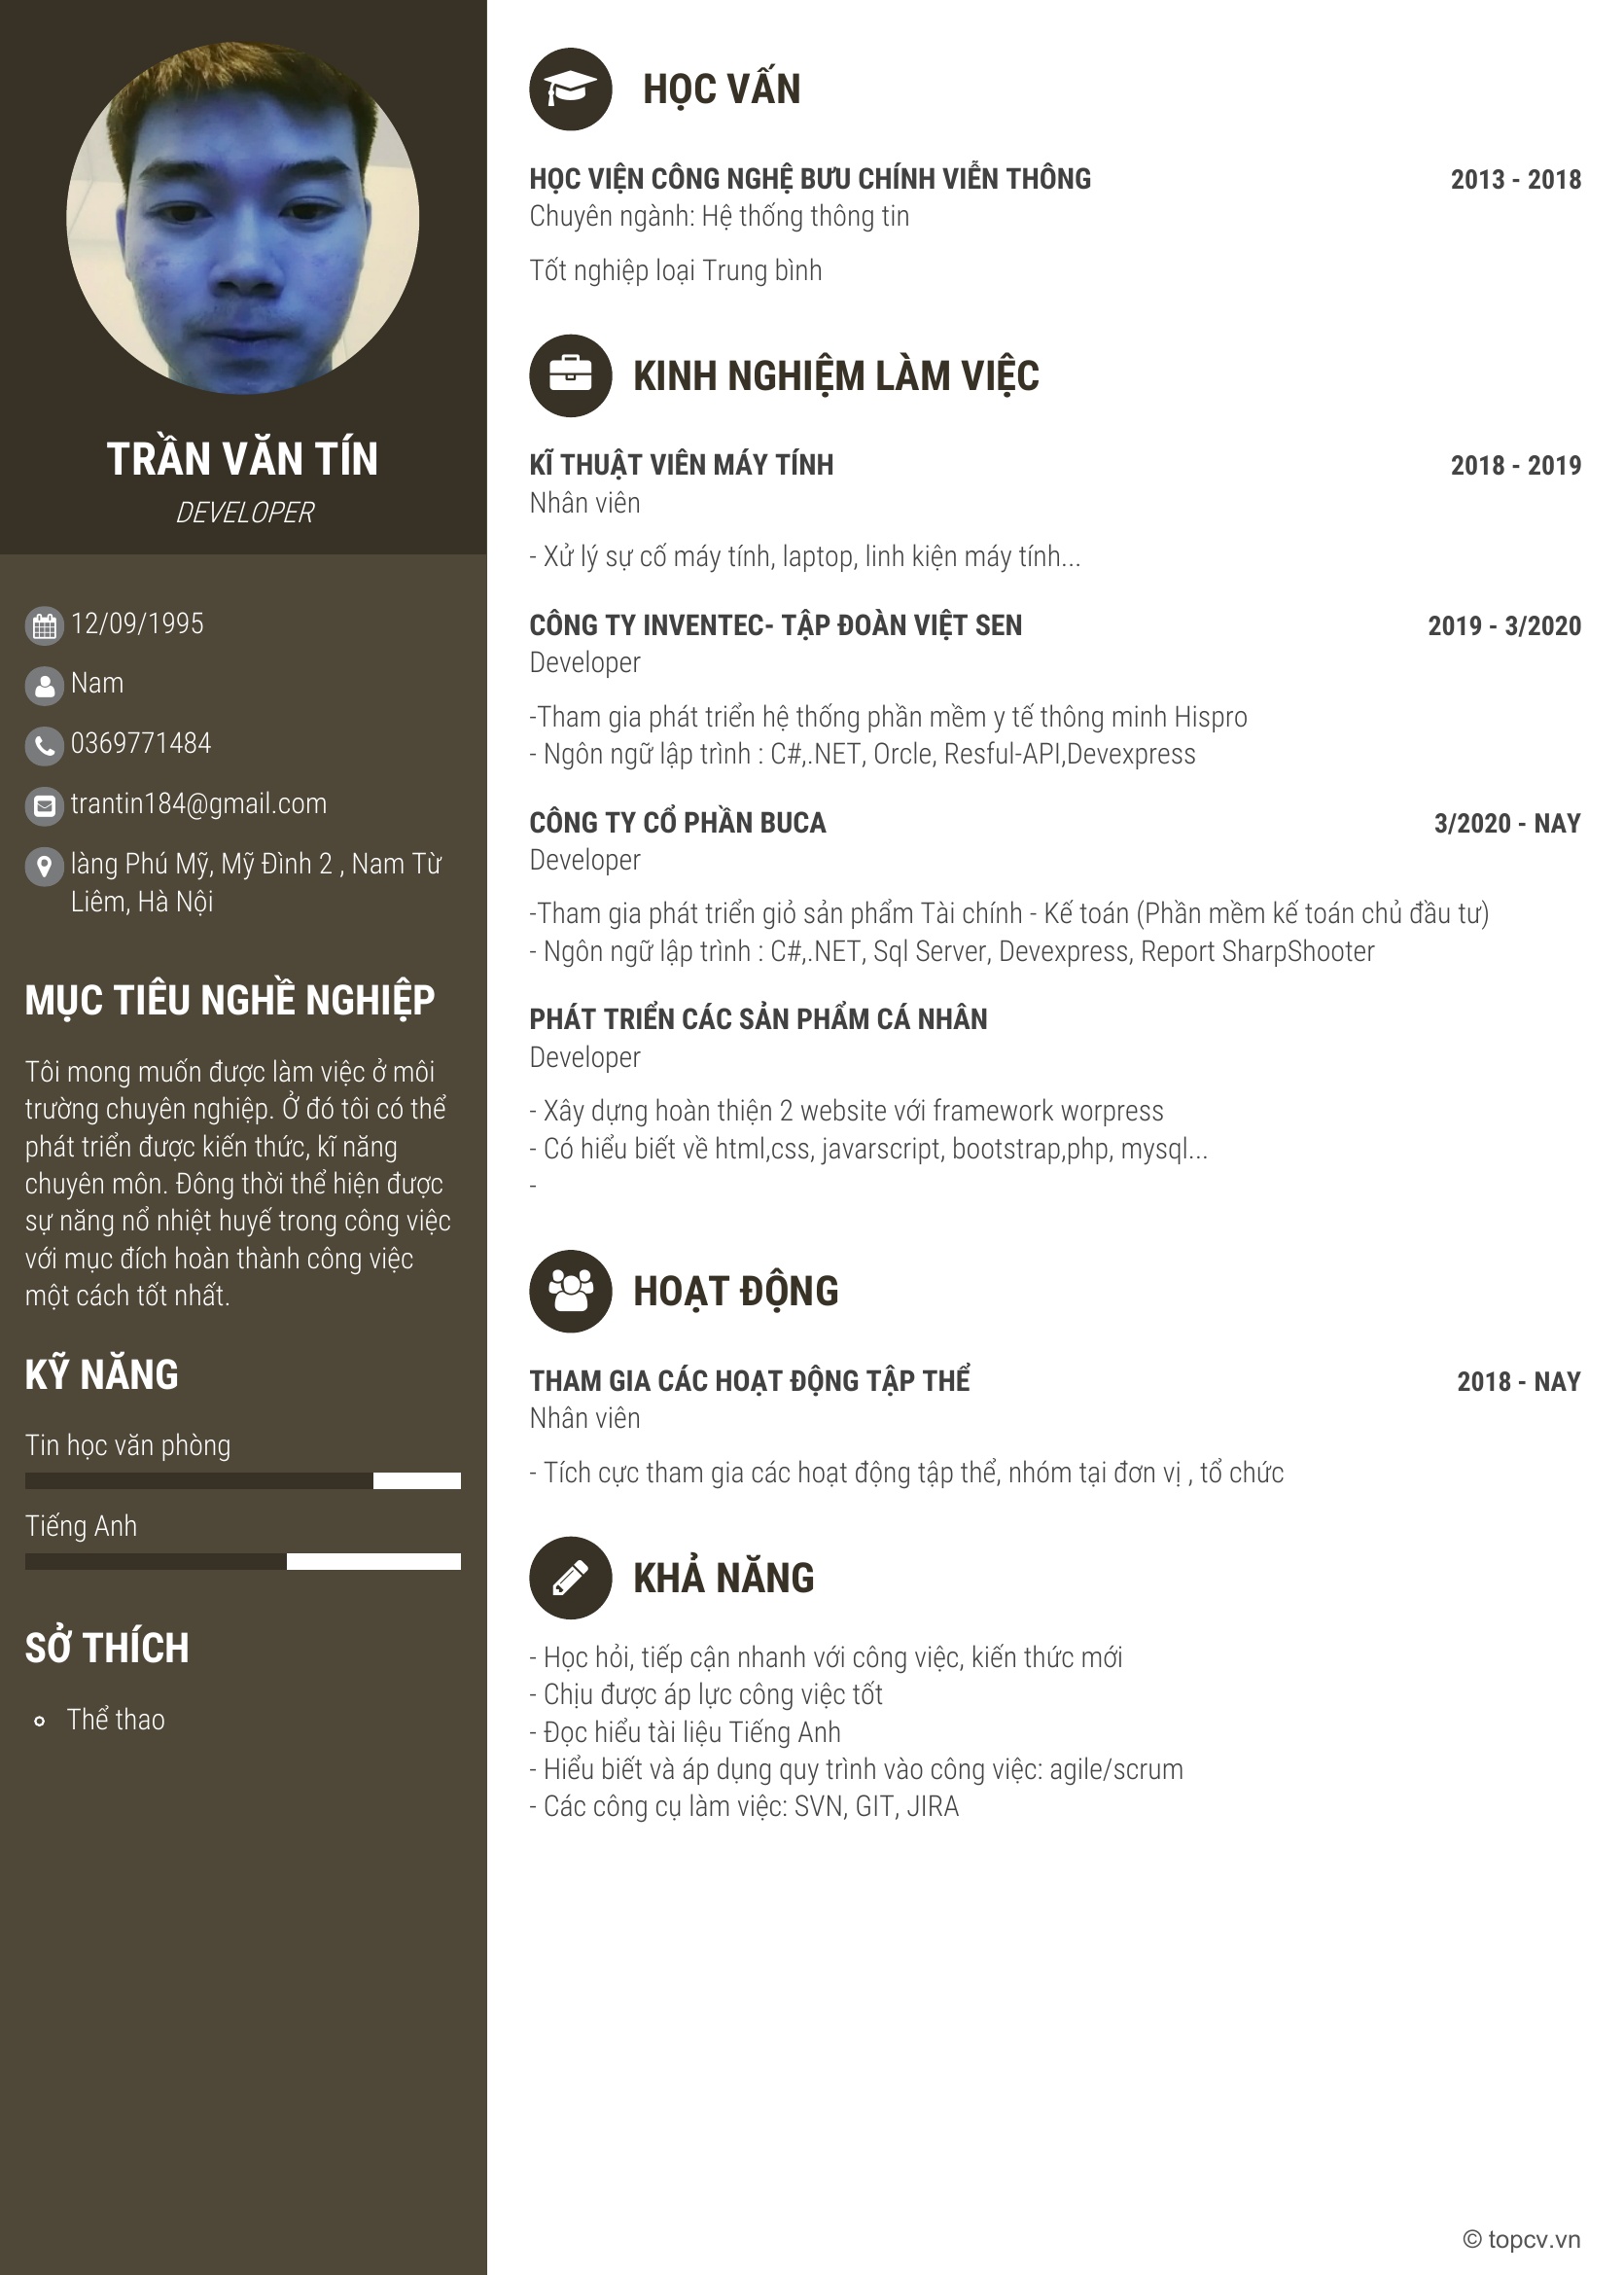 TRẦN VĂN TÍN
DEVELOPER
12/09/1995
Nam
0369771484
trantin184@gmail.com
làng Phú Mỹ, Mỹ Đình 2 , Nam Từ
Liêm, Hà Nội
MỤC TIÊU NGHỀ NGHIỆP
Tôi mong muốn được làm việc ở môi
trường chuyên nghiệp. Ở đó tôi có thể
phát triển được kiến thức, kĩ năng
chuyên môn. Đông thời thể hiện được
sự năng nổ nhiệt huyế trong công việc
với mục đích hoàn thành công việc
một cách tốt nhất.
KỸ NĂNG
Tin học văn phòng
Tiếng Anh
SỞ THÍCH
Thể thao
HỌC VẤN
HỌC VIỆN CÔNG NGHỆ BƯU CHÍNH VIỄN THÔNG 2013 - 2018
Chuyên ngành: Hệ thống thông tin
Tốt nghiệp loại Trung bình
KINH NGHIỆM LÀM VIỆC
KĨ THUẬT VIÊN MÁY TÍNH 2018 - 2019
Nhân viên
- Xử lý sự cố máy tính, laptop, linh kiện máy tính...
CÔNG TY INVENTEC- TẬP ĐOÀN VIỆT SEN 2019 - 3/2020
Developer
-Tham gia phát triển hệ thống phần mềm y tế thông minh Hispro
- Ngôn ngữ lập trình : C#,.NET, Orcle, Resful-API,Devexpress
CÔNG TY CỔ PHẦN BUCA 3/2020 - NAY
Developer
-Tham gia phát triển giỏ sản phẩm Tài chính - Kế toán (Phần mềm kế toán chủ đầu tư)
- Ngôn ngữ lập trình : C#,.NET, Sql Server, Devexpress, Report SharpShooter
PHÁT TRIỂN CÁC SẢN PHẨM CÁ NHÂN
Developer
- Xây dựng hoàn thiện 2 website với framework worpress
- Có hiểu biết về html,css, javarscript, bootstrap,php, mysql...
-
HOẠT ĐỘNG
THAM GIA CÁC HOẠT ĐỘNG TẬP THỂ 2018 - NAY
Nhân viên
- Tích cực tham gia các hoạt động tập thể, nhóm tại đơn vị , tổ chức
KHẢ NĂNG
- Học hỏi, tiếp cận nhanh với công việc, kiến thức mới
- Chịu được áp lực công việc tốt
- Đọc hiểu tài liệu Tiếng Anh
- Hiểu biết và áp dụng quy trình vào công việc: agile/scrum
- Các công cụ làm việc: SVN, GIT, JIRA
© topcv.vn